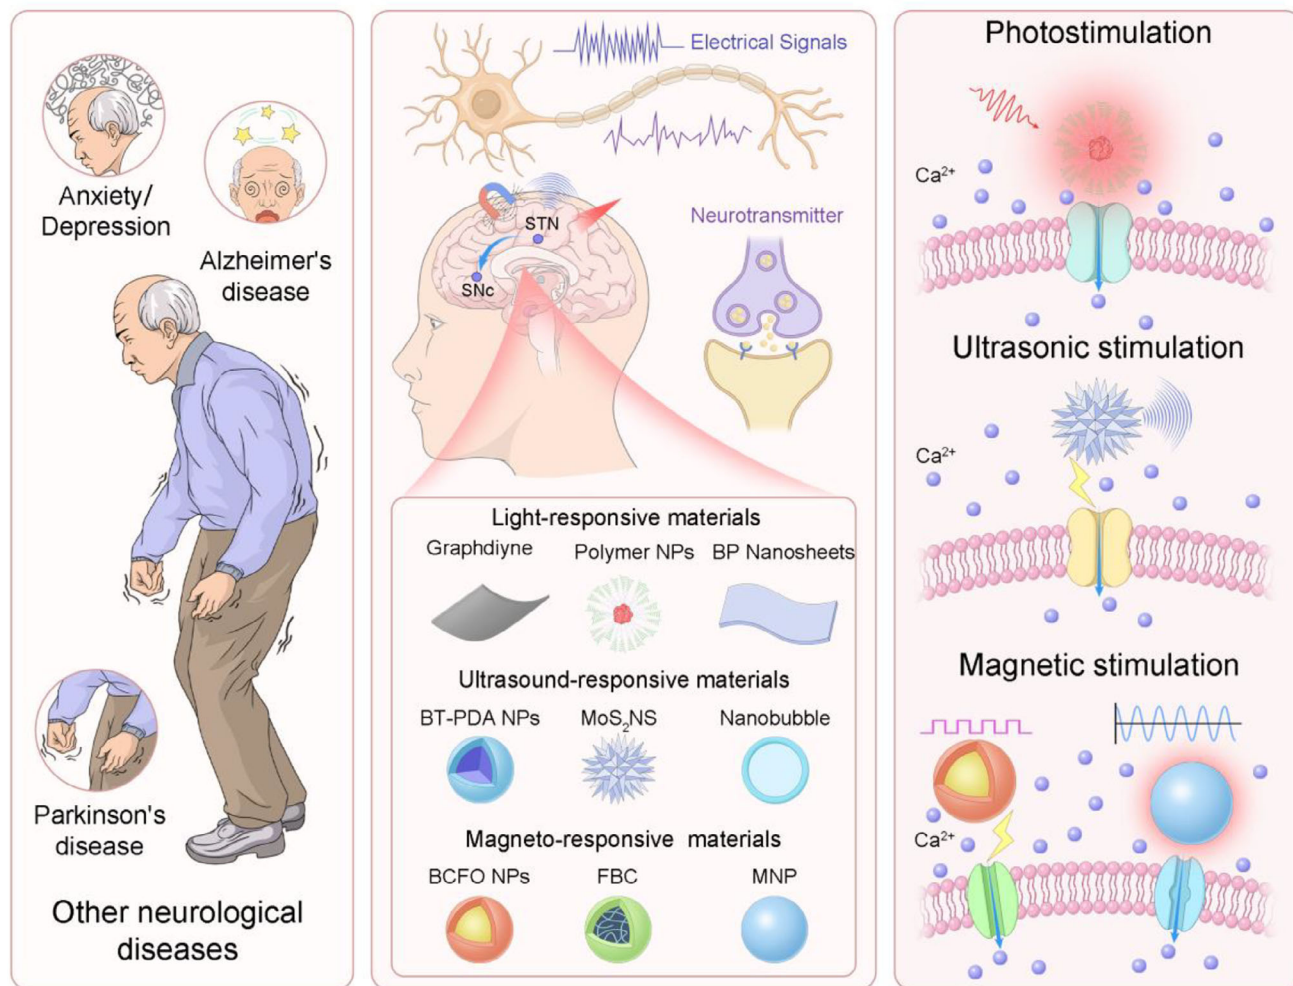 Anxiety/
Depression
Alzheimer's
disease
Parkinson's
disease
Other neurological
diseases
Electrical Signals
STN
SNc
Neurotransmitter
Light-responsive materials
Graphdiyne
Polymer NPs
BP Nanosheets
Ultrasound-responsive materials
BT-PDA NPs
MoS₂NS
Nanobubble
Magneto-responsive materials
BCFO NPs
FBC
MNP
Photostimulation
Ca²⁺
Ultrasonic stimulation
Ca²⁺
Magnetic stimulation
Ca²⁺